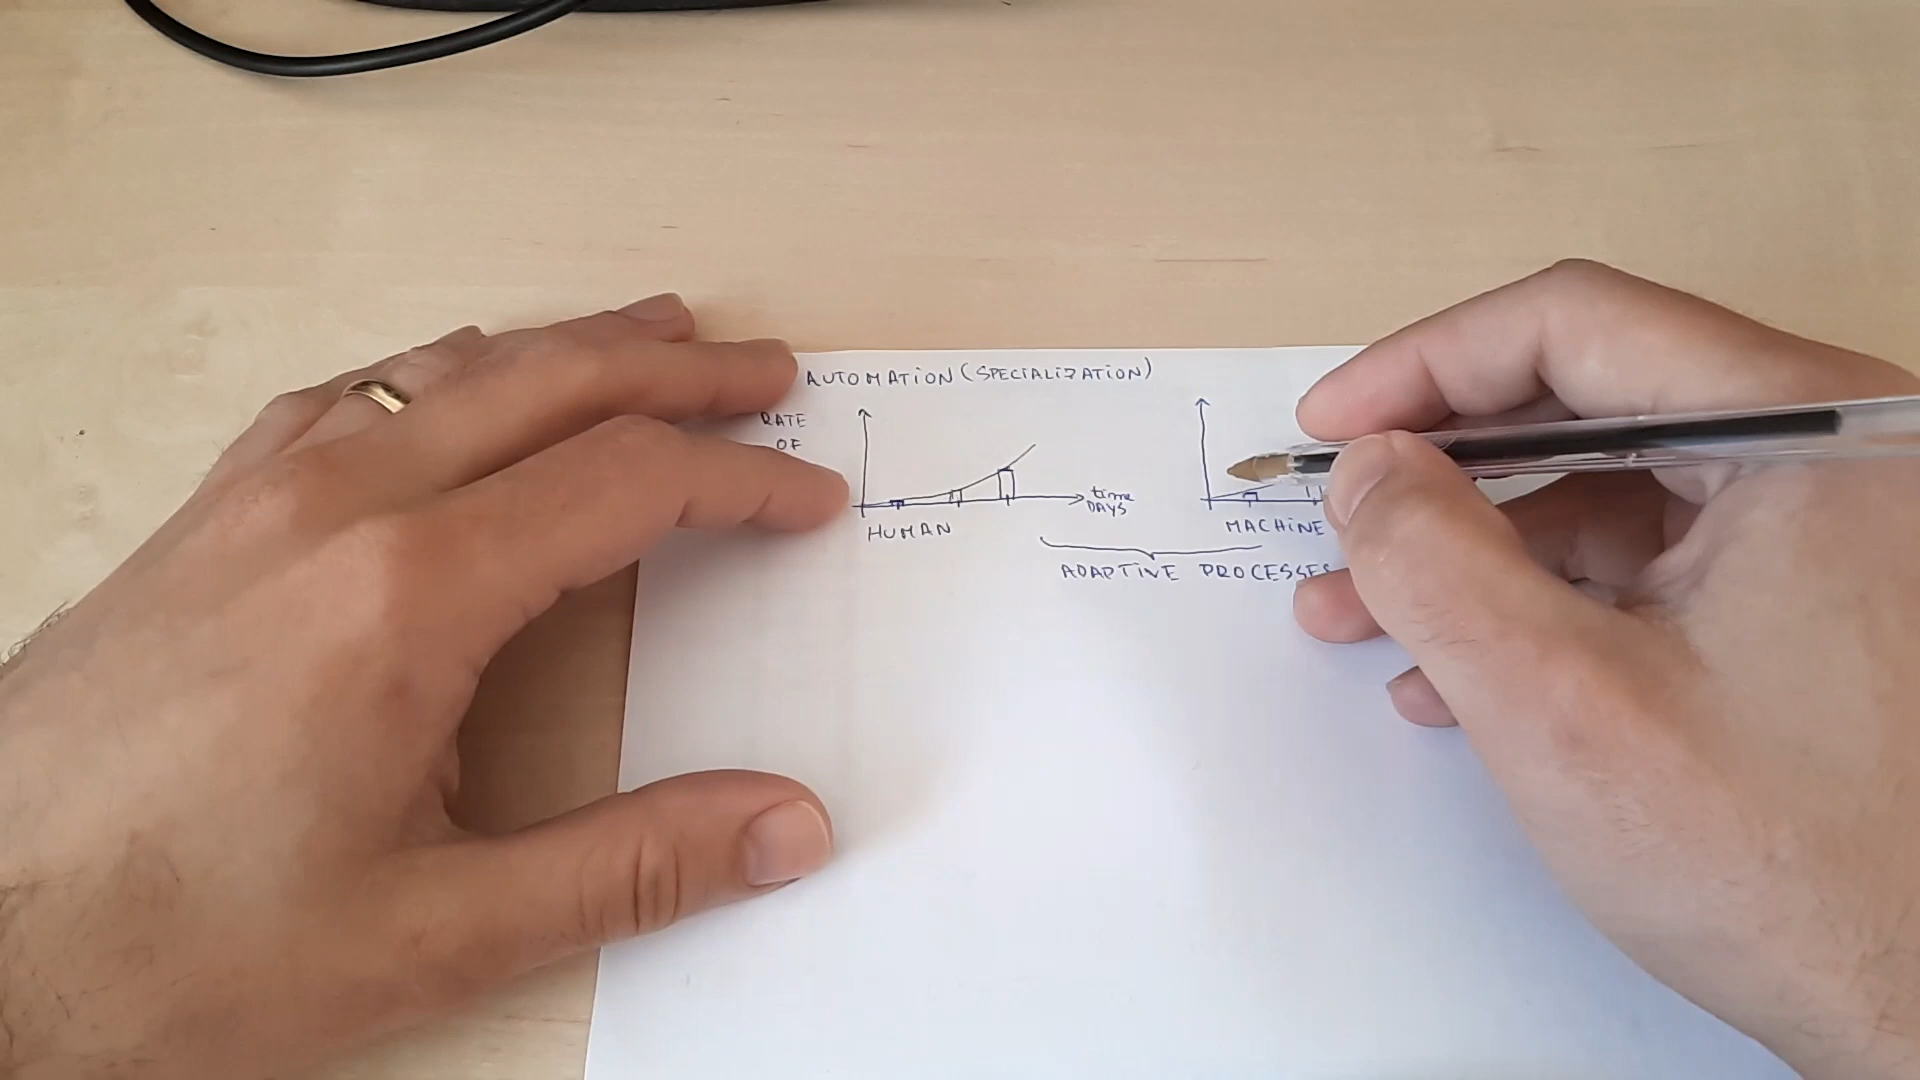 AUTOMATION (SPECIALIZATION)
RATE
OF
time
DAYS
HUMAN
MACHiNE
ADAPTIVE PROCESSES